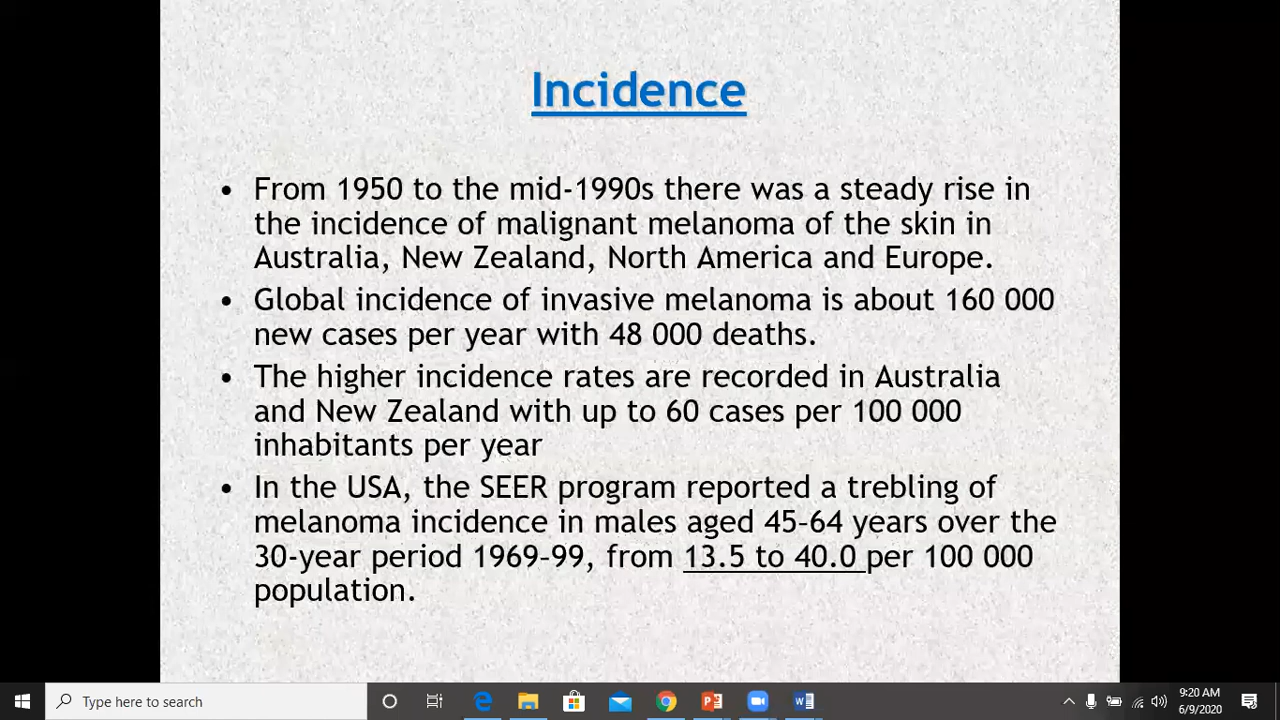 Incidence
• From 1950 to the mid-1990s there was a steady rise in
the incidence of malignant melanoma of the skin in
Australia, New Zealand, North America and Europe.
• Global incidence of invasive melanoma is about 160 000
new cases per year with 48 000 deaths.
• The higher incidence rates are recorded in Australia
and New Zealand with up to 60 cases per 100 000
inhabitants per year
• In the USA, the SEER program reported a trebling of
melanoma incidence in males aged 45–64 years over the
30-year period 1969–99, from 13.5 to 40.0 per 100 000
population.
Type here to search
9:20 AM
6/9/2020